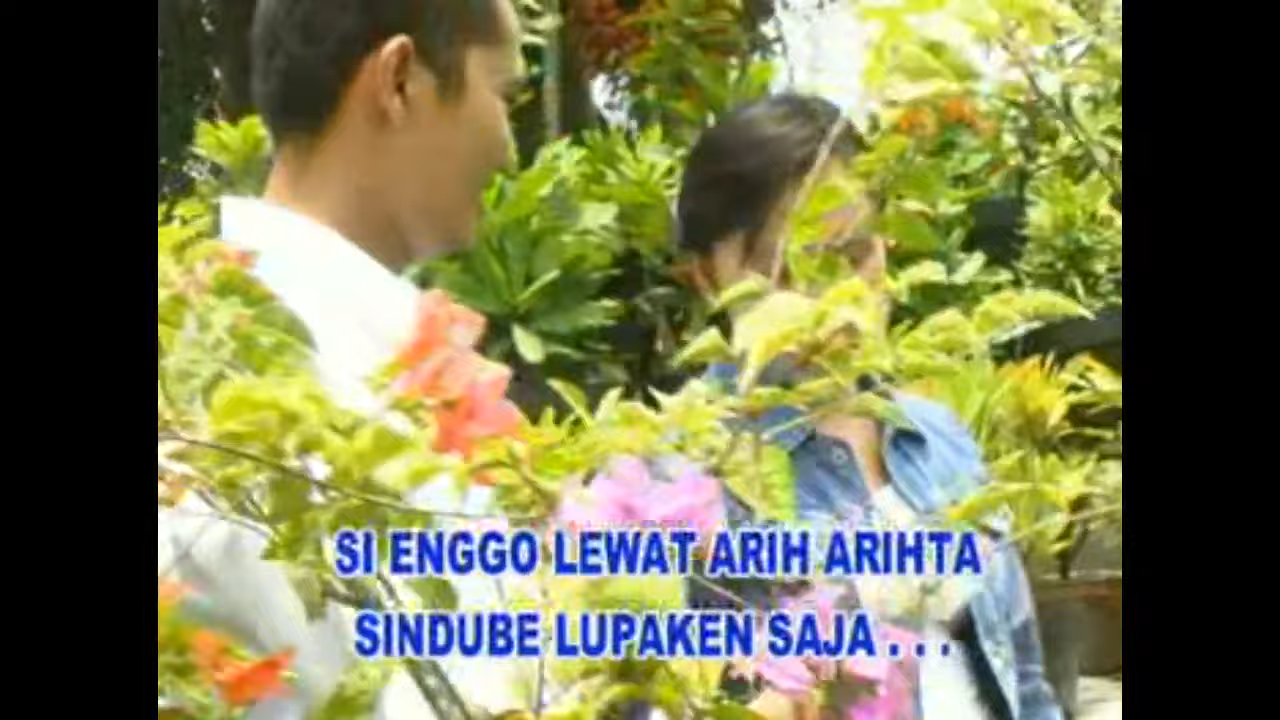 SI ENGGO LEWAT ARIH ARIHTA
SINDUBE LUPAKEN SAJA . . .